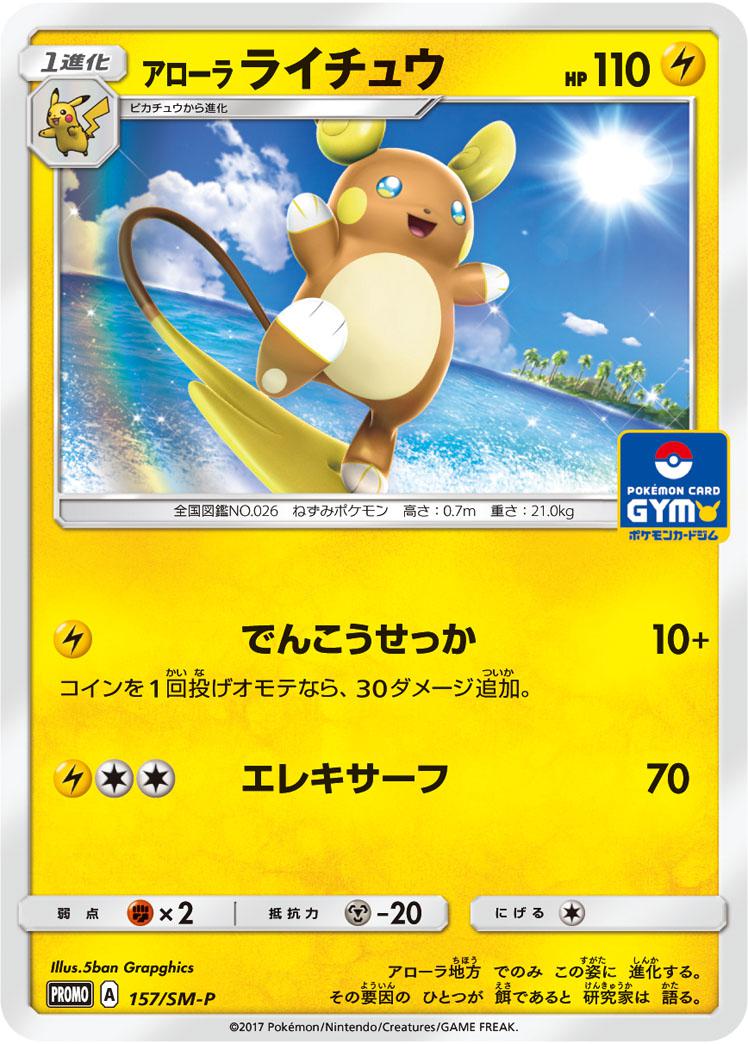 1進化
アローラ ライチュウ HP 110
ピカチュウから進化
全国図鑑NO.026 ねずみポケモン 高さ：0.7m 重さ：21.0kg
POKÉMON CARD
GYM
ポケモンカードジム
でんこうせっか 10+
コインを1回投げオモテなら、30ダメージ追加。
エレキサーフ 70
弱点 ×2 抵抗力 -20 にげる
Illus.5ban Grapghics
アローラ地方 でのみ この姿に 進化する。
その要因の ひとつが 餌であると 研究家は 語る。
PROMO A 157/SM-P
©2017 Pokémon/Nintendo/Creatures/GAME FREAK.